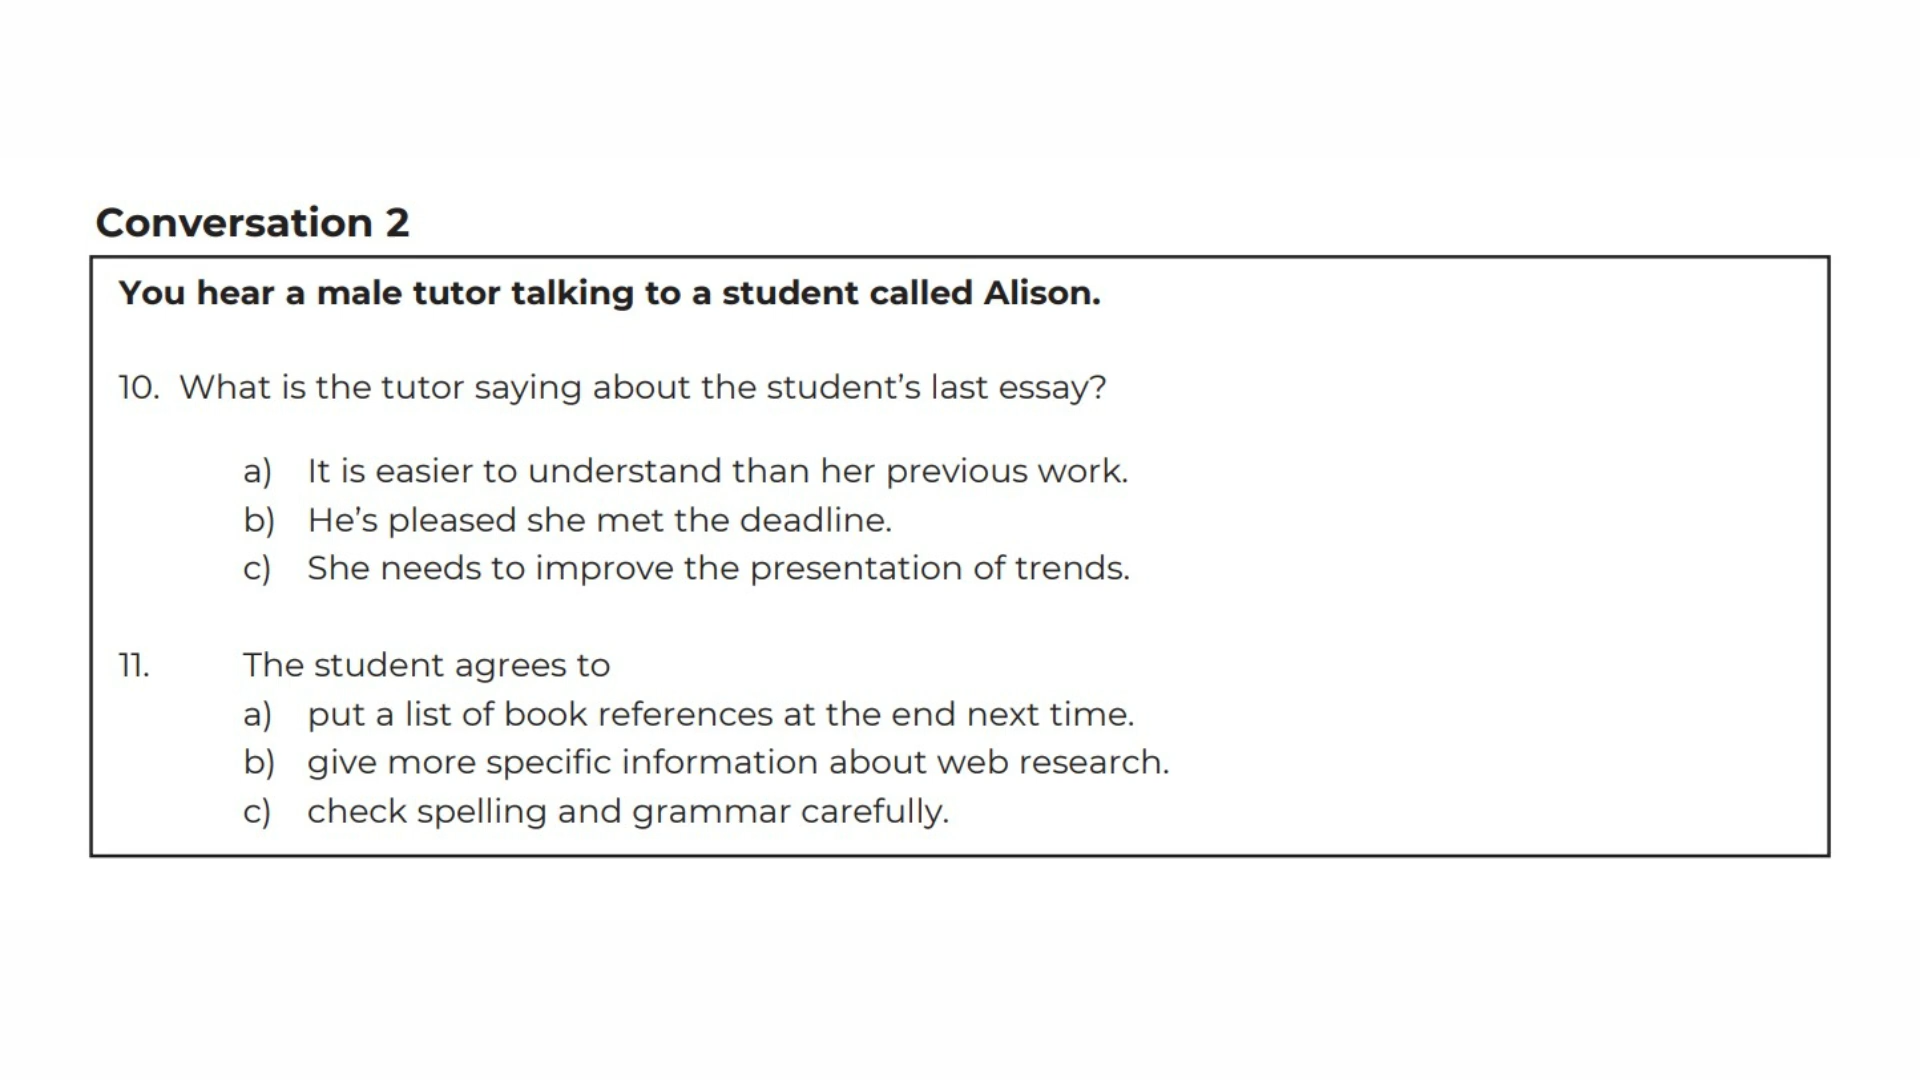 Conversation 2
You hear a male tutor talking to a student called Alison.
10. What is the tutor saying about the student’s last essay?
a) It is easier to understand than her previous work.
b) He’s pleased she met the deadline.
c) She needs to improve the presentation of trends.
11. The student agrees to
a) put a list of book references at the end next time.
b) give more specific information about web research.
c) check spelling and grammar carefully.